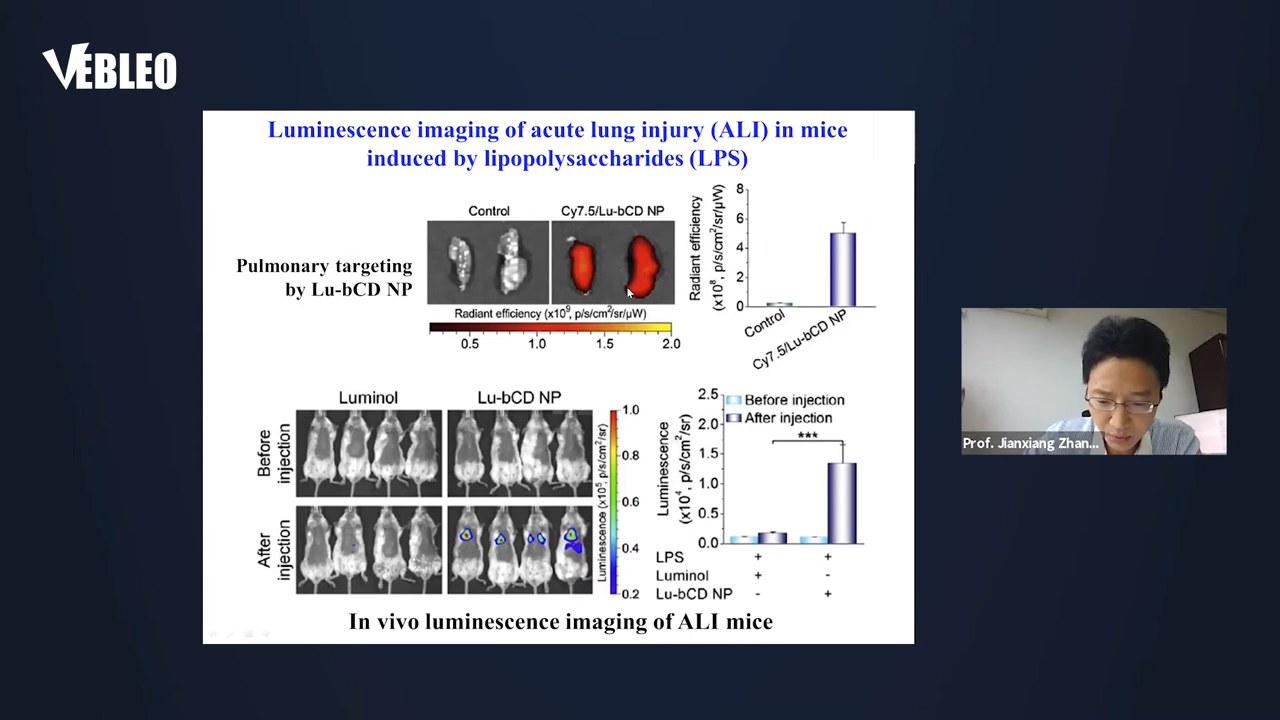 VEBLEO
Luminescence imaging of acute lung injury (ALI) in mice
induced by lipopolysaccharides (LPS)
Control
Cy7.5/Lu-bCD NP
Pulmonary targeting
by Lu-bCD NP
Radiant efficiency (x10⁹, p/s/cm²/sr/µW)
0.5 1.0 1.5 2.0
Radiant efficiency
(x10⁸, p/s/cm²/sr/µW)
8
6
4
2
0
Control
Cy7.5/Lu-bCD NP
Luminol
Lu-bCD NP
Before
injection
After
injection
1.0
0.8
0.6
0.4
0.2
Luminescence (x10⁵, p/s/cm²/sr)
Luminescence
(x10⁴, p/s/cm²/sr)
2.5
2.0
1.5
1.0
0.5
0.0
Before injection
After injection
***
LPS + +
Luminol + -
Lu-bCD NP - +
In vivo luminescence imaging of ALI mice
Prof. Jianxiang Zhan...